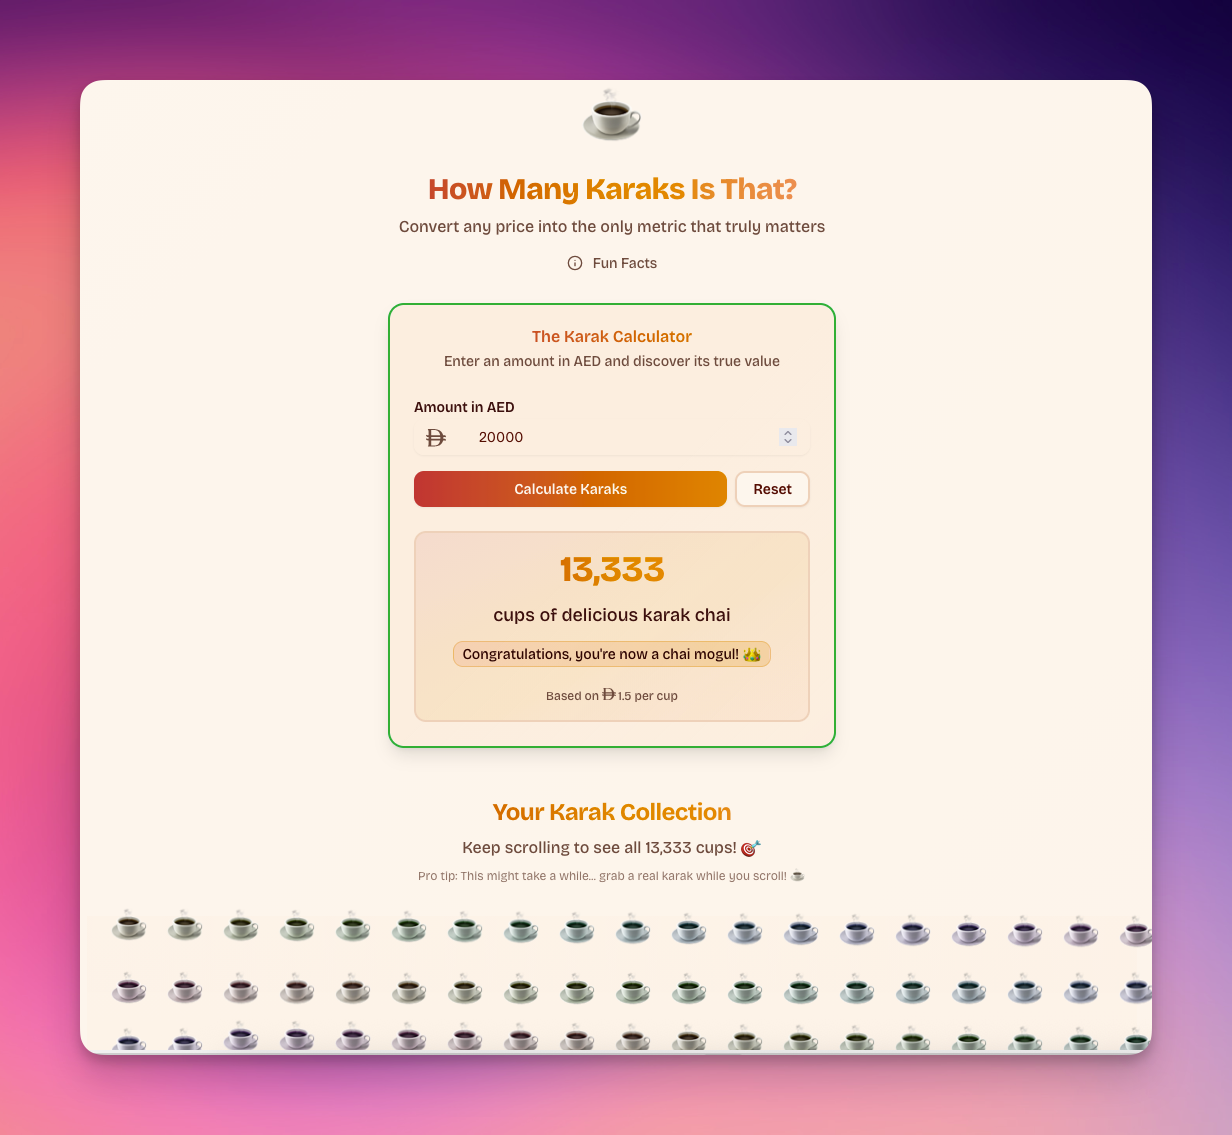 How Many Karaks Is That?
Convert any price into the only metric that truly matters
Fun Facts
The Karak Calculator
Enter an amount in AED and discover its true value
Amount in AED
20000
Calculate Karaks
Reset
13,333
cups of delicious karak chai
Congratulations, you're now a chai mogul!
Based on 1.5 per cup
Your Karak Collection
Keep scrolling to see all 13,333 cups! 🎯
Pro tip: This might take a while... grab a real karak while you scroll! ☕